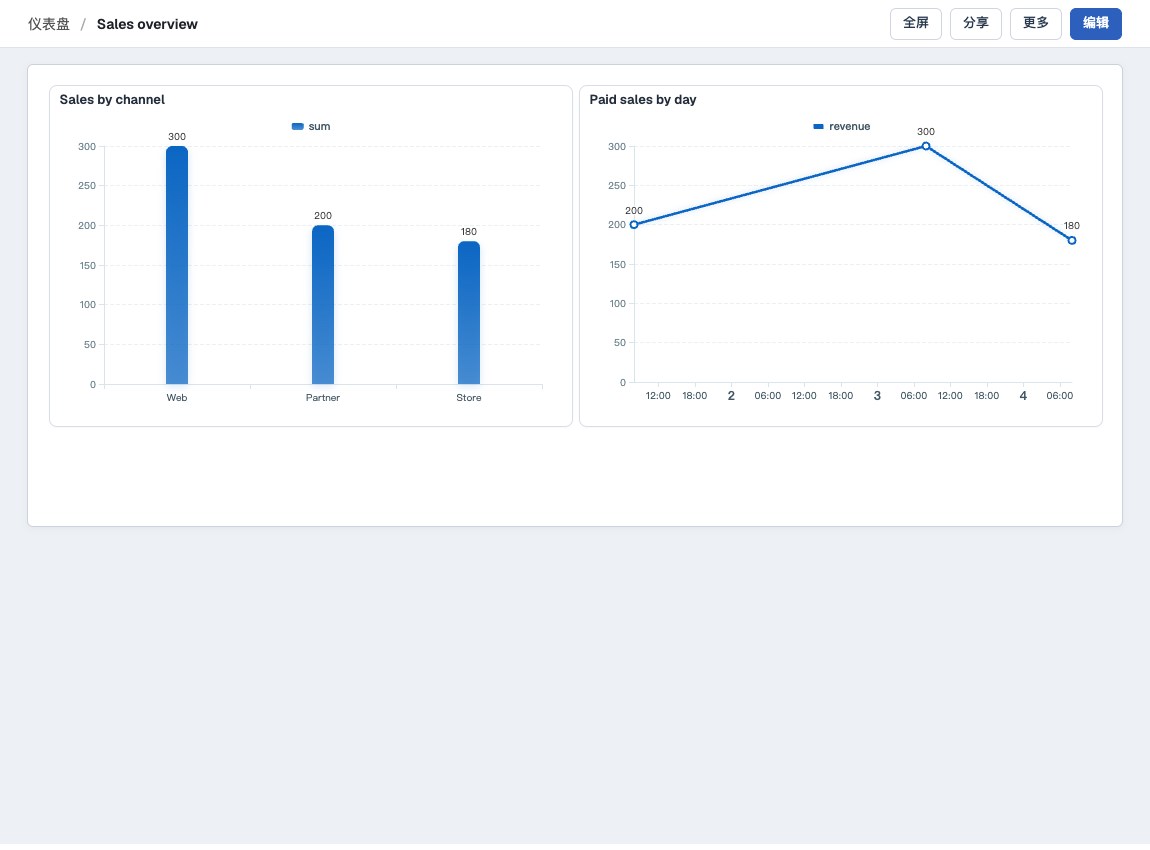 仪表盘 / Sales overview
全屏 分享 更多 编辑
Sales by channel
sum
300
300
250
200
200
180
150
100
50
0
Web Partner Store
Paid sales by day
revenue
300
300
250
200
200
180
150
100
50
0
12:00 18:00 2 06:00 12:00 18:00 3 06:00 12:00 18:00 4 06:00